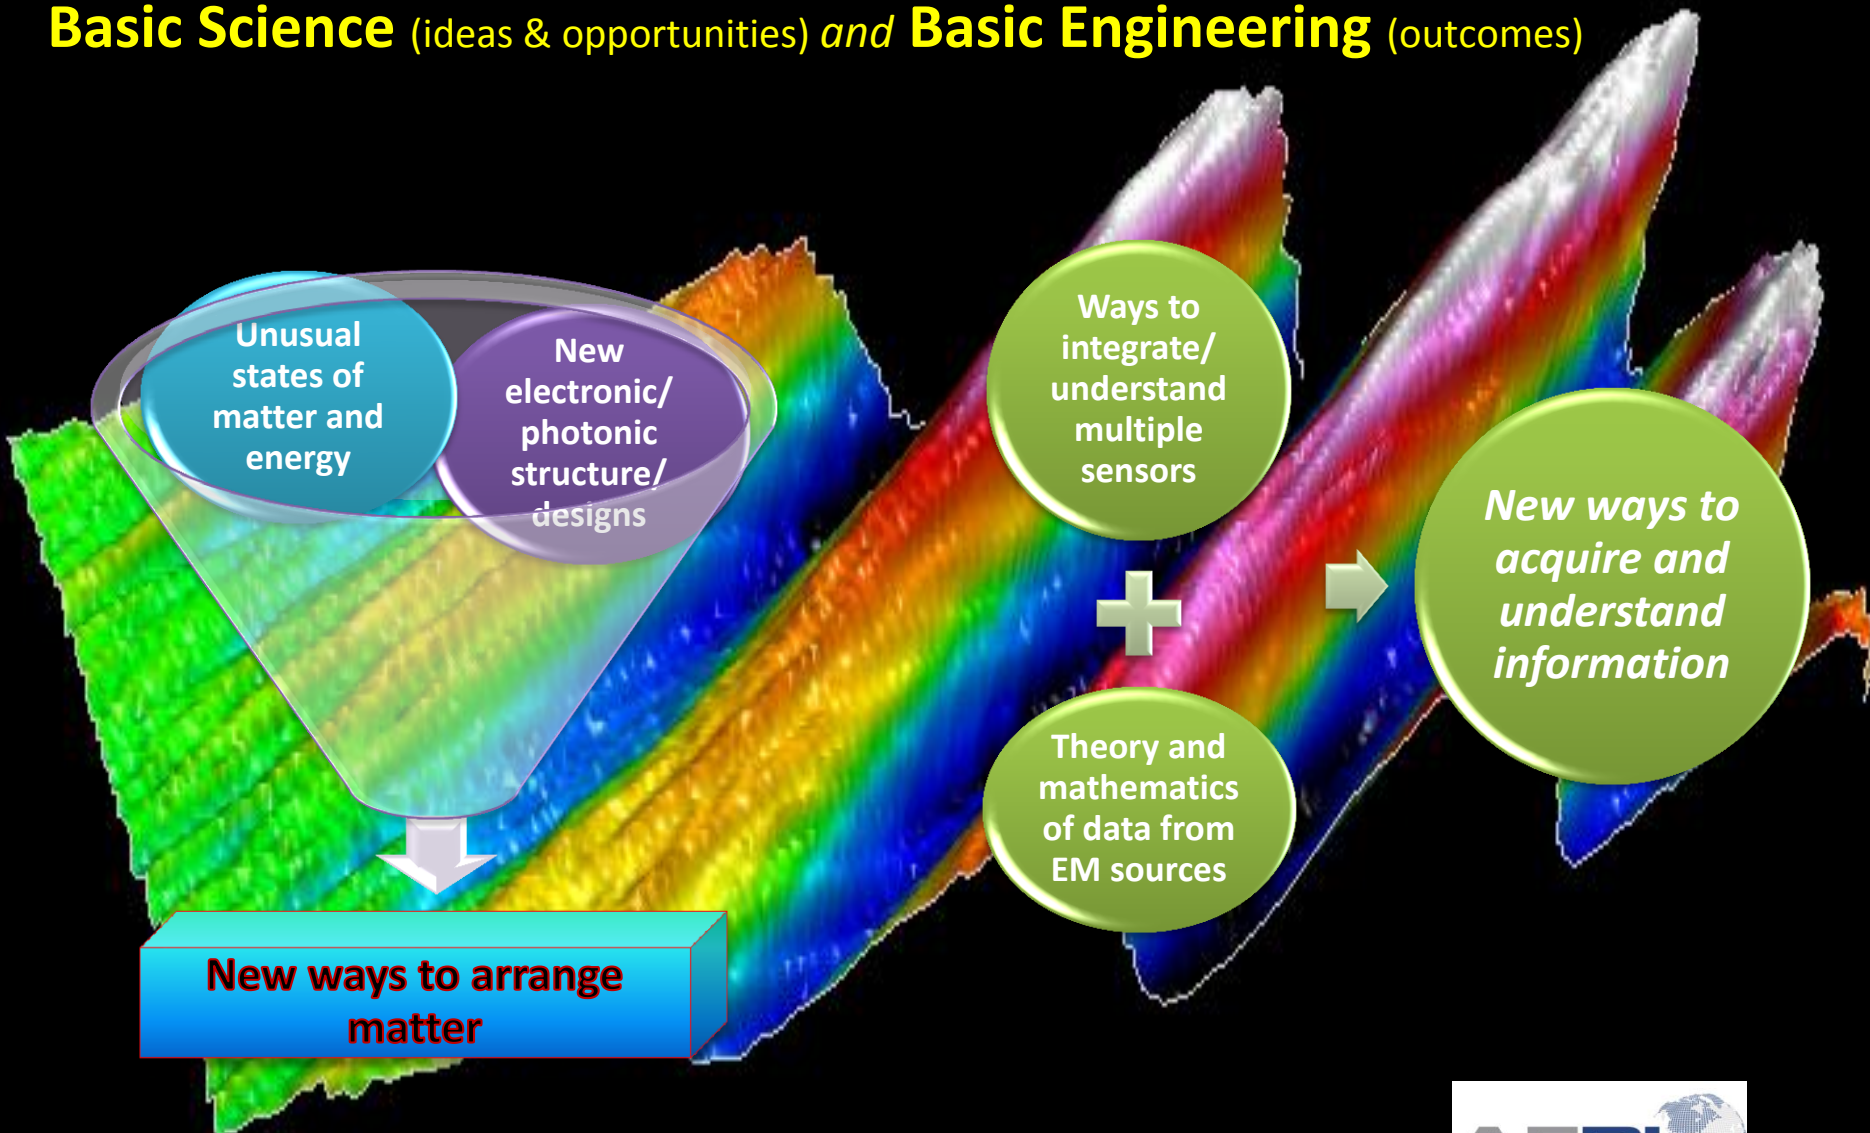 Basic Science (ideas & opportunities) and Basic Engineering (outcomes)
Unusual
states of
matter and
energy
New
electronic/
photonic
structure/
designs
New ways to arrange
matter
Ways to
integrate/
understand
multiple
sensors
Theory and
mathematics
of data from
EM sources
New ways to
acquire and
understand
information